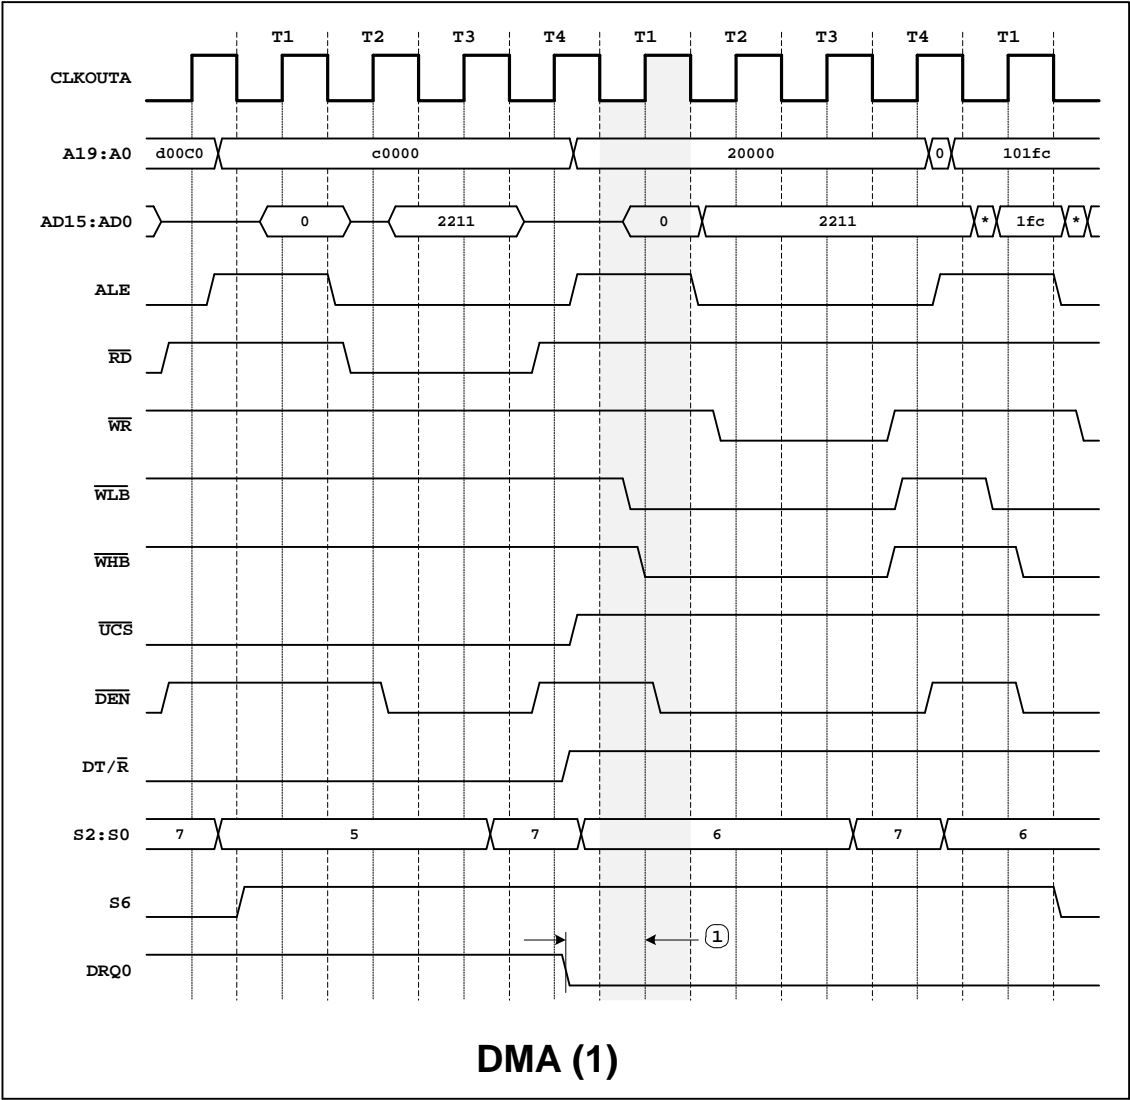 T1 T2 T3 T4 T1 T2 T3 T4 T1
CLKOUTA
A19:A0 d00C0 c0000 20000 0 101fc
AD15:AD0 0 2211 0 2211 * 1fc *
ALE
RD
WR
WLB
WHB
UCS
DEN
DT/R
S2:S0 7 5 7 6 7 6
S6
1
DRQ0
DMA (1)